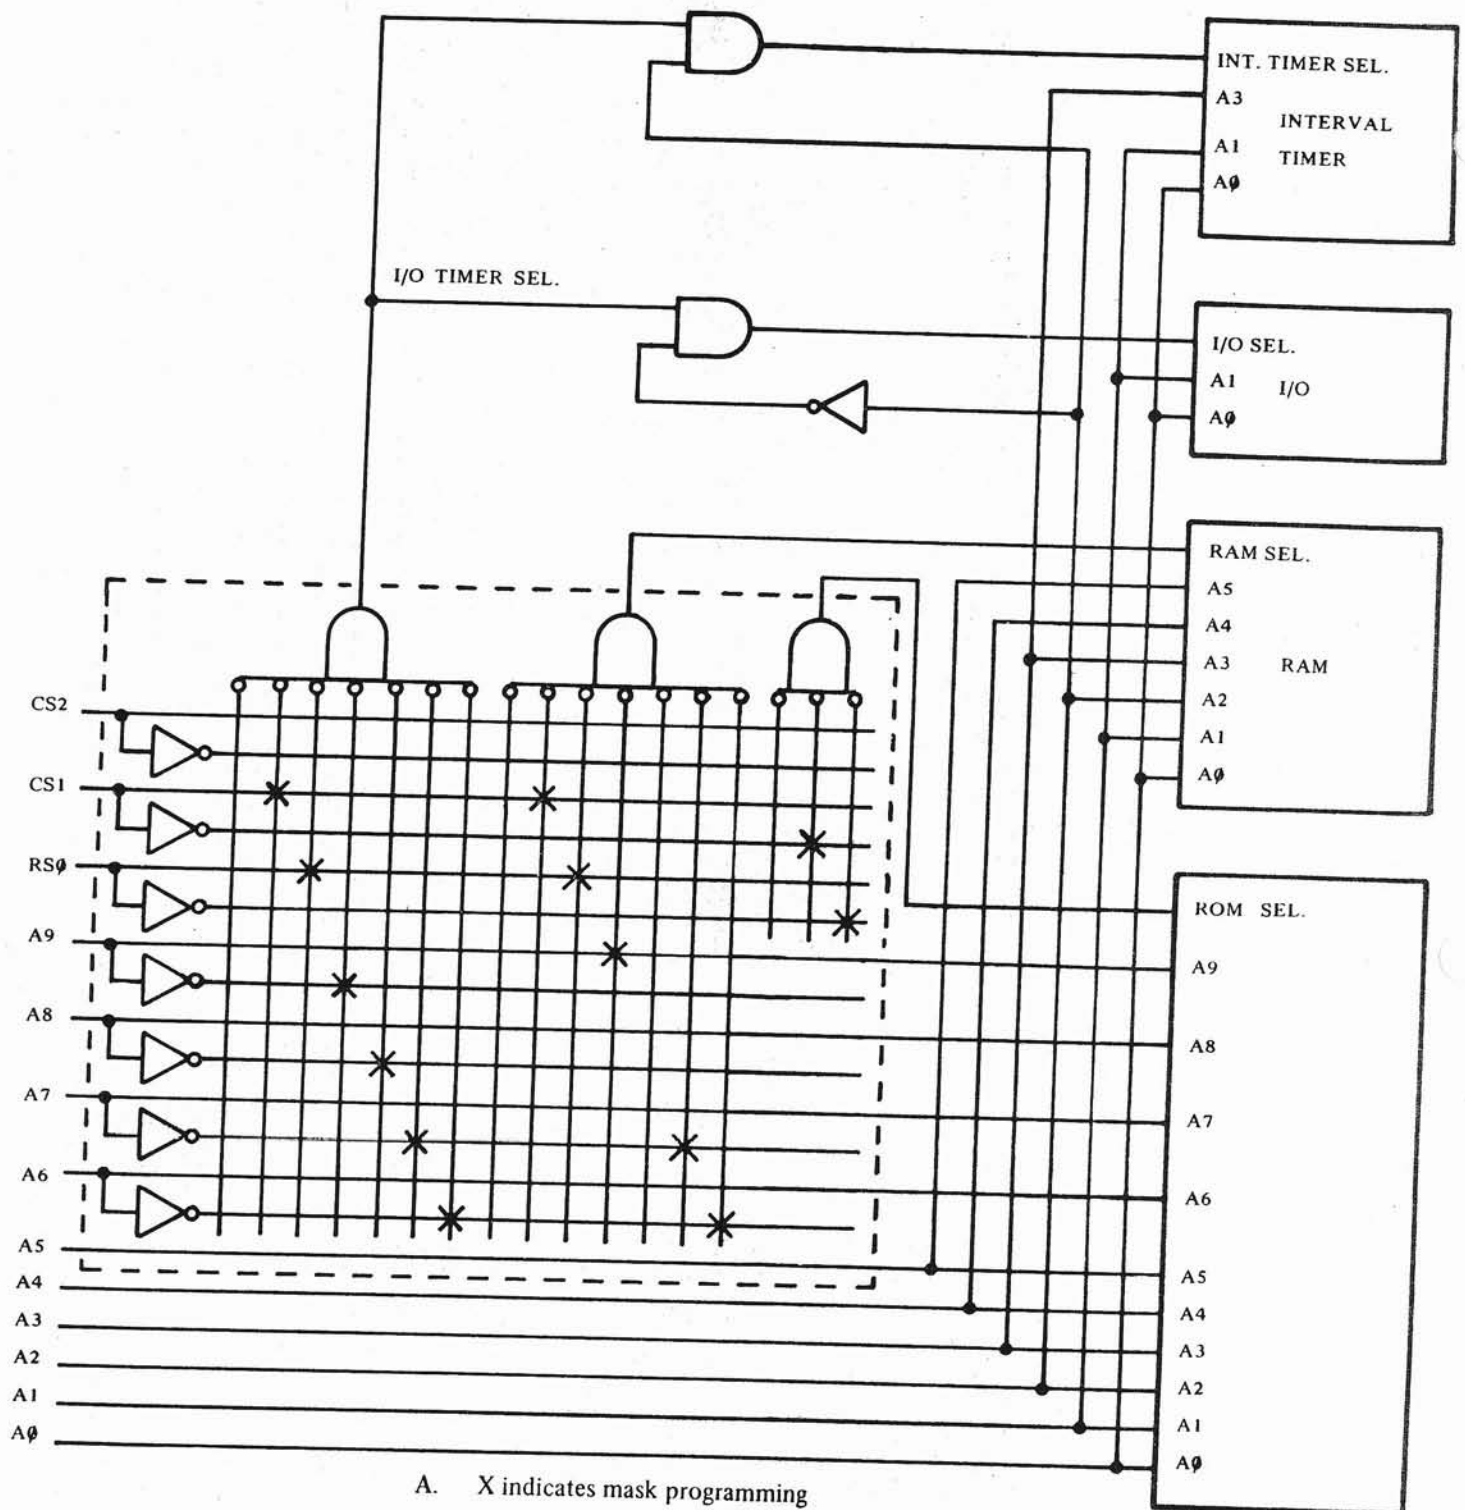 INT. TIMER SEL.
A3
INTERVAL
A1
TIMER
Aφ
I/O TIMER SEL.
I/O SEL.
A1
I/O
Aφ
RAM SEL.
A5
A4
A3
RAM
A2
A1
Aφ
CS2
CS1
RSφ
A9
A8
A7
A6
A5
A4
A3
A2
A1
Aφ
ROM SEL.
A9
A8
A7
A6
A5
A4
A3
A2
A1
Aφ
A. X indicates mask programming